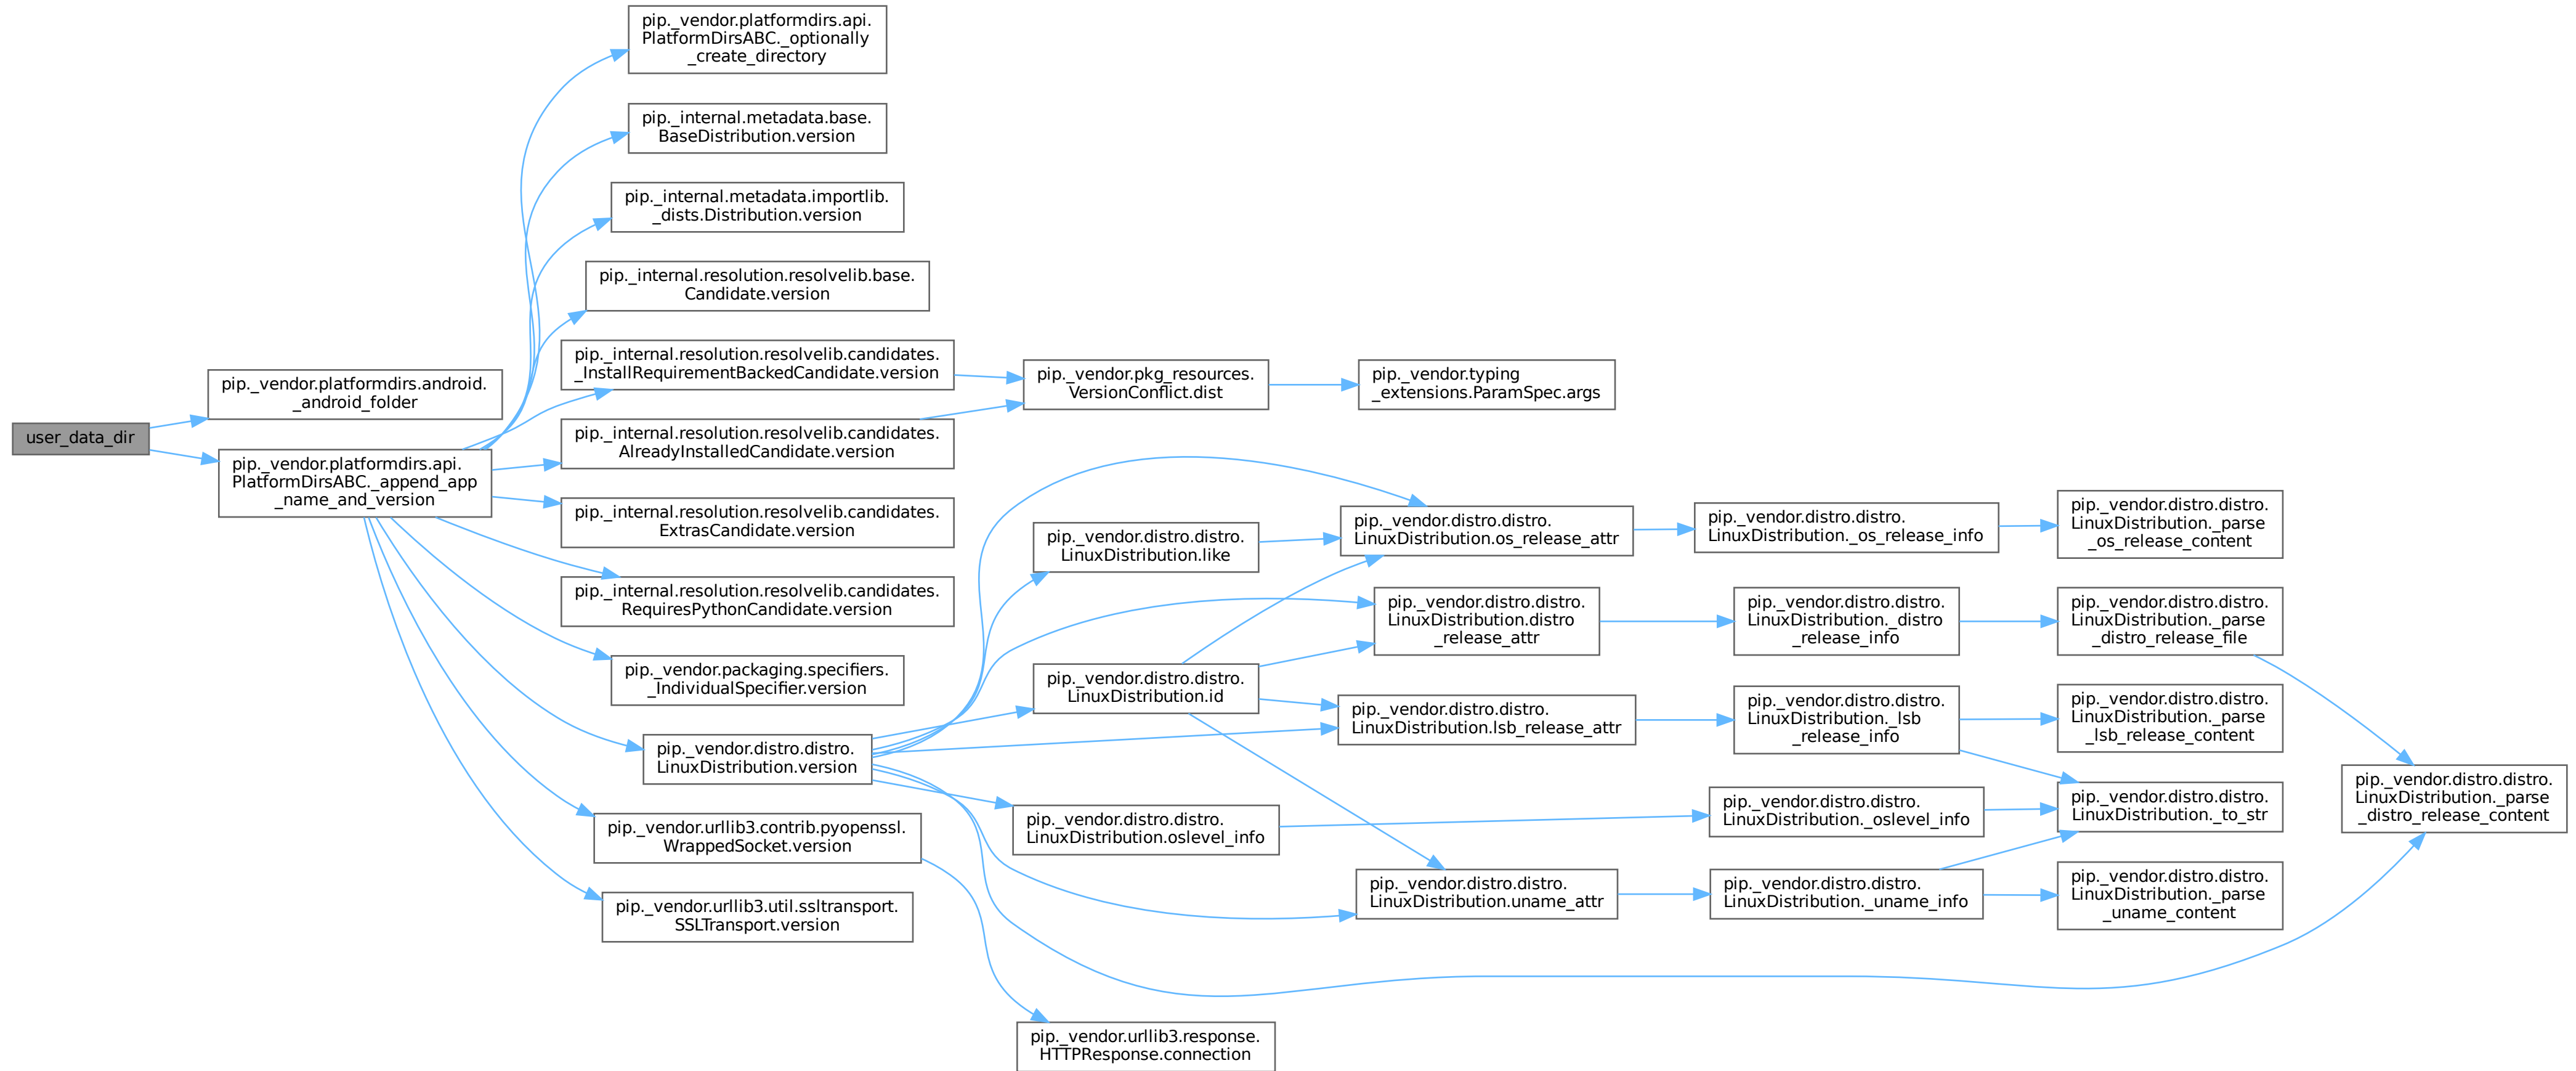 user_data_dir
pip._vendor.platformdirs.android.
_android_folder
pip._vendor.platformdirs.api.
PlatformDirsABC._append_app
_name_and_version
pip._vendor.platformdirs.api.
PlatformDirsABC._optionally
_create_directory
pip._internal.metadata.base.
BaseDistribution.version
pip._internal.metadata.importlib.
_dists.Distribution.version
pip._internal.resolution.resolvelib.base.
Candidate.version
pip._internal.resolution.resolvelib.candidates.
_InstallRequirementBackedCandidate.version
pip._internal.resolution.resolvelib.candidates.
AlreadyInstalledCandidate.version
pip._internal.resolution.resolvelib.candidates.
ExtrasCandidate.version
pip._internal.resolution.resolvelib.candidates.
RequiresPythonCandidate.version
pip._vendor.packaging.specifiers.
_IndividualSpecifier.version
pip._vendor.distro.distro.
LinuxDistribution.version
pip._vendor.urllib3.contrib.pyopenssl.
WrappedSocket.version
pip._vendor.urllib3.util.ssltransport.
SSLTransport.version
pip._vendor.pkg_resources.
VersionConflict.dist
pip._vendor.typing
_extensions.ParamSpec.args
pip._vendor.distro.distro.
LinuxDistribution.like
pip._vendor.distro.distro.
LinuxDistribution.id
pip._vendor.distro.distro.
LinuxDistribution.oslevel_info
pip._vendor.urllib3.response.
HTTPResponse.connection
pip._vendor.distro.distro.
LinuxDistribution.os_release_attr
pip._vendor.distro.distro.
LinuxDistribution.distro
_release_attr
pip._vendor.distro.distro.
LinuxDistribution.lsb_release_attr
pip._vendor.distro.distro.
LinuxDistribution.uname_attr
pip._vendor.distro.distro.
LinuxDistribution._os_release_info
pip._vendor.distro.distro.
LinuxDistribution._distro
_release_info
pip._vendor.distro.distro.
LinuxDistribution._lsb
_release_info
pip._vendor.distro.distro.
LinuxDistribution._oslevel_info
pip._vendor.distro.distro.
LinuxDistribution._uname_info
pip._vendor.distro.distro.
LinuxDistribution._parse
_os_release_content
pip._vendor.distro.distro.
LinuxDistribution._parse
_distro_release_file
pip._vendor.distro.distro.
LinuxDistribution._parse
_lsb_release_content
pip._vendor.distro.distro.
LinuxDistribution._to_str
pip._vendor.distro.distro.
LinuxDistribution._parse
_uname_content
pip._vendor.distro.distro.
LinuxDistribution._parse
_distro_release_content